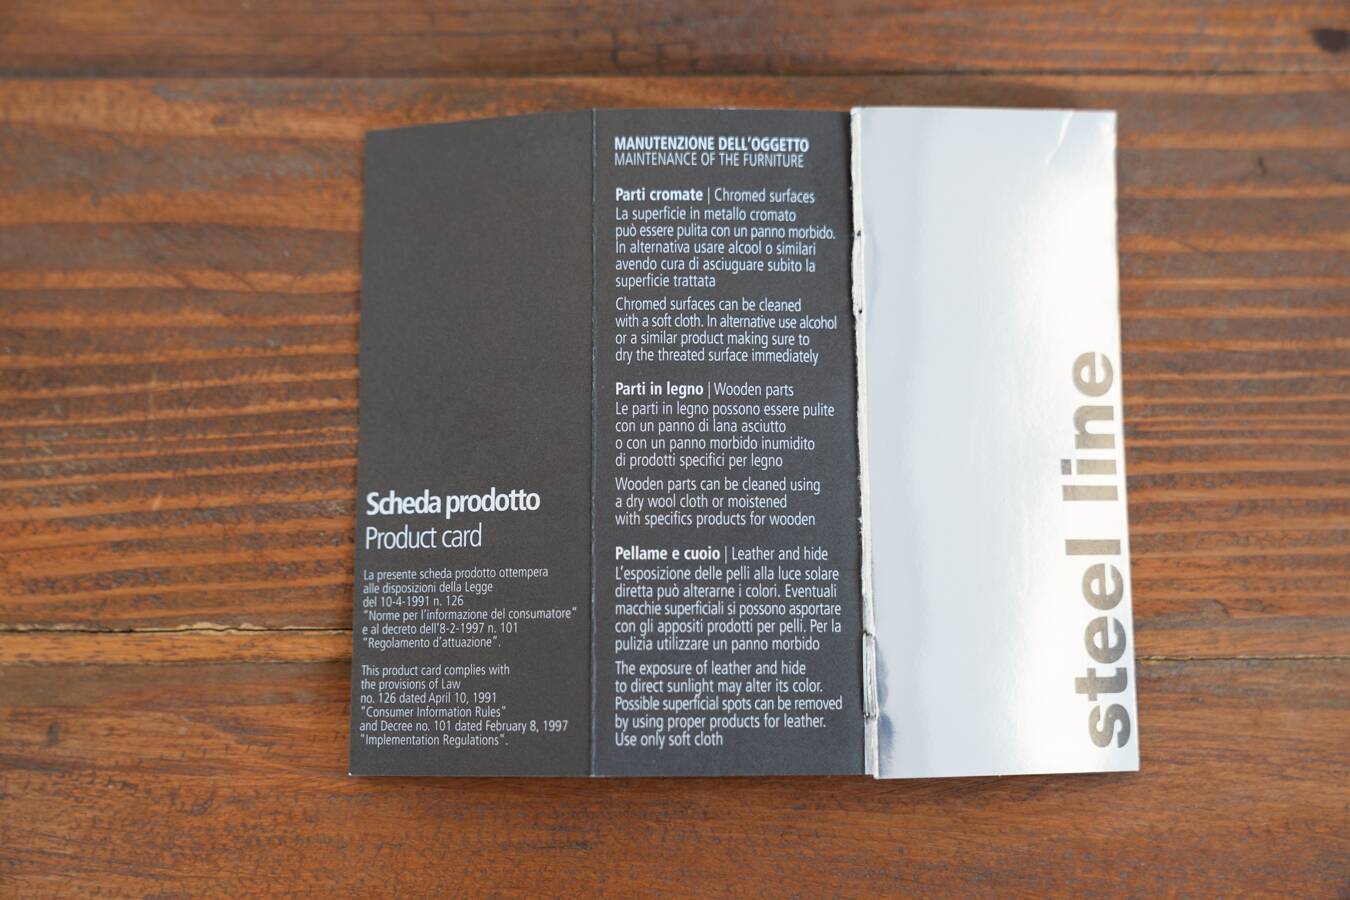 Scheda prodotto
Product card
La presente scheda prodotto ottempera
alle disposizioni della Legge
del 10-4-1991 n. 126
"Norme per l'informazione del consumatore"
e al decreto dell'8-2-1997 n. 101
"Regolamento d'attuazione".
This product card complies with
the provisions of Law
no. 126 dated April 10, 1991
"Consumer Information Rules"
and Decree no. 101 dated February 8, 1997
"Implementation Regulations".
MANUTENZIONE DELL'OGGETTO
MAINTENANCE OF THE FURNITURE
Parti cromate | Chromed surfaces
La superficie in metallo cromato
può essere pulita con un panno morbido.
In alternativa usare alcool o similari
avendo cura di asciuguare subito la
superficie trattata
Chromed surfaces can be cleaned
with a soft cloth. In alternative use alcohol
or a similar product making sure to
dry the threated surface immediately
Parti in legno | Wooden parts
Le parti in legno possono essere pulite
con un panno di lana asciutto
o con un panno morbido inumidito
di prodotti specifici per legno
Wooden parts can be cleaned using
a dry wool cloth or moistened
with specifics products for wooden
Pellame e cuoio | Leather and hide
L'esposizione delle pelli alla luce solare
diretta può alterarne i colori. Eventuali
macchie superficiali si possono asportare
con gli appositi prodotti per pelli. Per la
pulizia utilizzare un panno morbido
The exposure of leather and hide
to direct sunlight may alter its color.
Possible superficial spots can be removed
by using proper products for leather.
Use only soft cloth
steel line